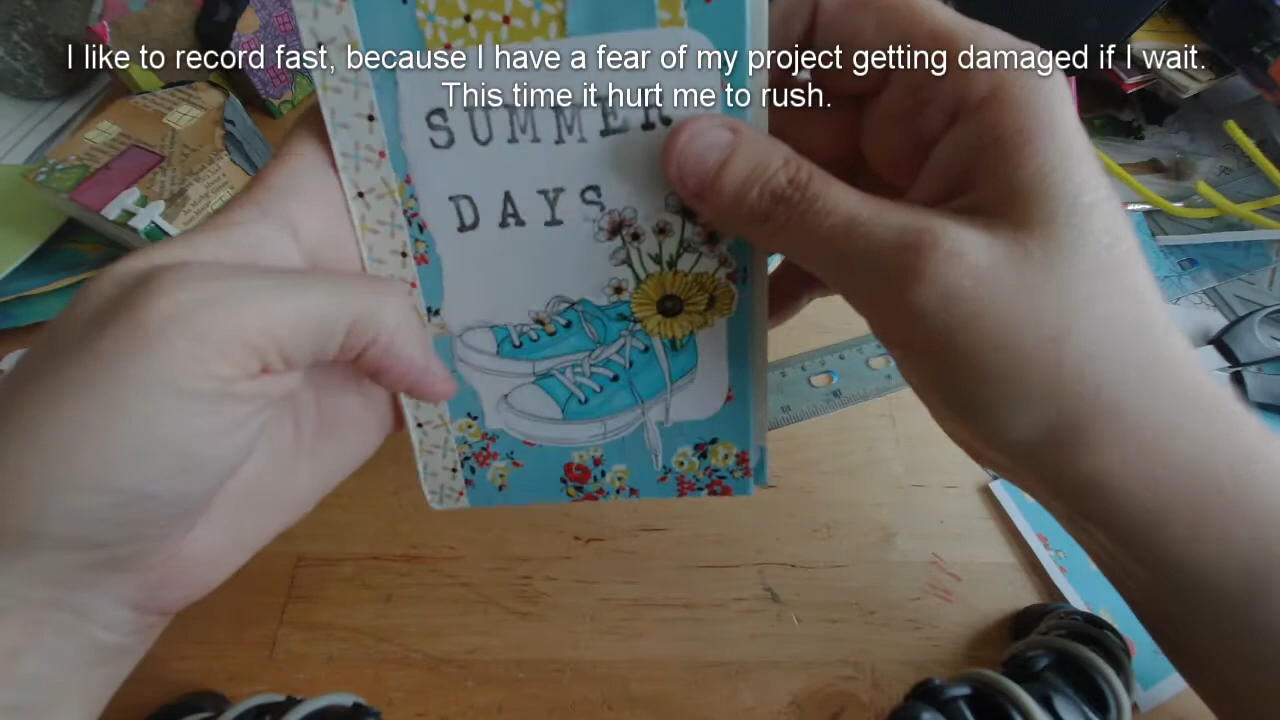 I like to record fast, because I have a fear of my project getting damaged if I wait.
This time it hurt me to rush.
SUMMER
DAYS